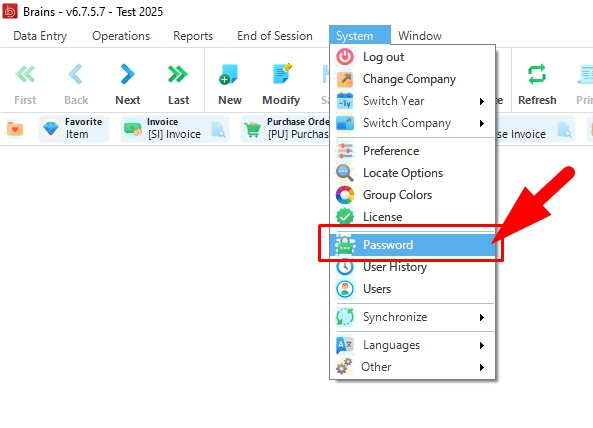 Brains - v6.7.5.7 - Test 2025
Data Entry Operations Reports End of Session System Window
First Back Next Last New Modify Refresh
Favorite
Item
Invoice
[SI] Invoice
Purchase Orde
[PU] Purchas
se Invoice
Log out
Change Company
Switch Year
Switch Company
Preference
Locate Options
Group Colors
License
Password
User History
Users
Synchronize
Languages
Other